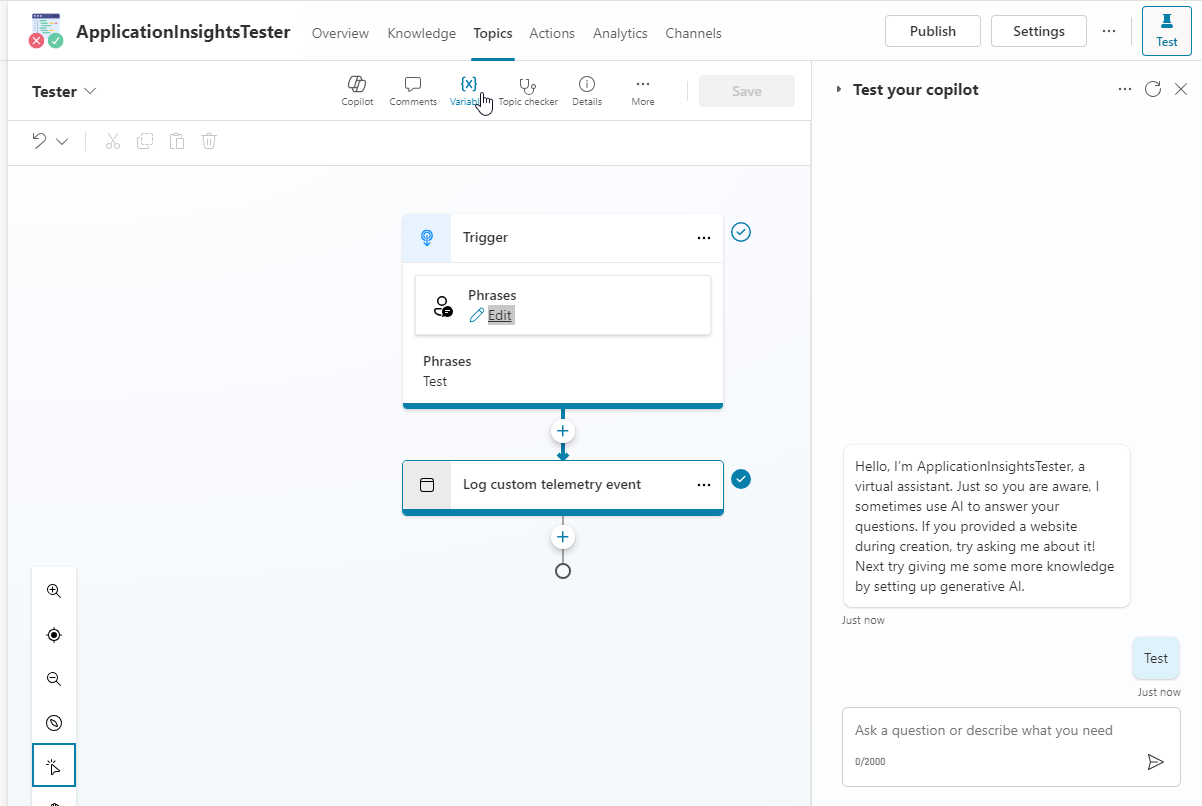 ApplicationInsightsTester
Overview
Knowledge
Topics
Actions
Analytics
Channels
Publish
Settings
Test
Tester
Copilot
Comments
Topic checker
Details
More
Save
Trigger
Phrases
Edit
Phrases
Test
Log custom telemetry event
Test your copilot
Hello, I'm ApplicationInsightsTester, a
virtual assistant. Just so you are aware, I
sometimes use AI to answer your
questions. If you provided a website
during creation, try asking me about it!
Next try giving me some more knowledge
by setting up generative AI.
Just now
Test
Just now
Ask a question or describe what you need
0/2000